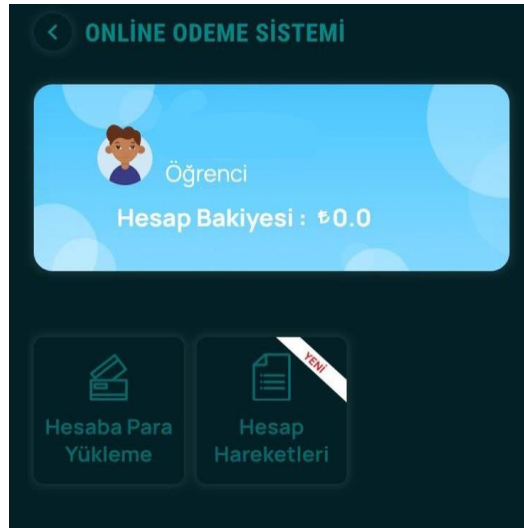 ONLİNE ODEME SİSTEMİ
Öğrenci
Hesap Bakiyesi : ₺0.0
YENİ
Hesaba Para
Yükleme
Hesap
Hareketleri